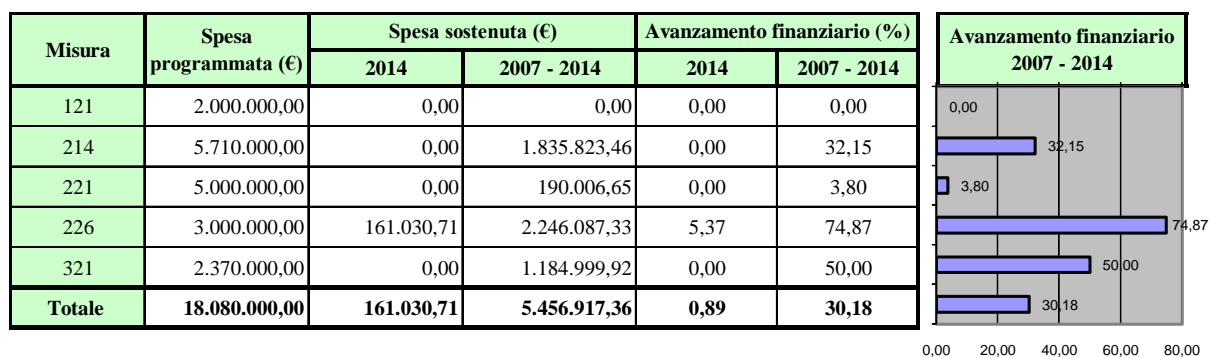 Misura Spesa programmata (€) Spesa sostenuta (€) Avanzamento finanziario (%)
2014 2007 - 2014 2014 2007 - 2014
121 2.000.000,00 0,00 0,00 0,00 0,00
214 5.710.000,00 0,00 1.835.823,46 0,00 32,15
221 5.000.000,00 0,00 190.006,65 0,00 3,80
226 3.000.000,00 161.030,71 2.246.087,33 5,37 74,87
321 2.370.000,00 0,00 1.184.999,92 0,00 50,00
Totale 18.080.000,00 161.030,71 5.456.917,36 0,89 30,18
Avanzamento finanziario
2007 - 2014
0,00
32,15
3,80
74,87
50,00
30,18
0,00 20,00 40,00 60,00 80,00